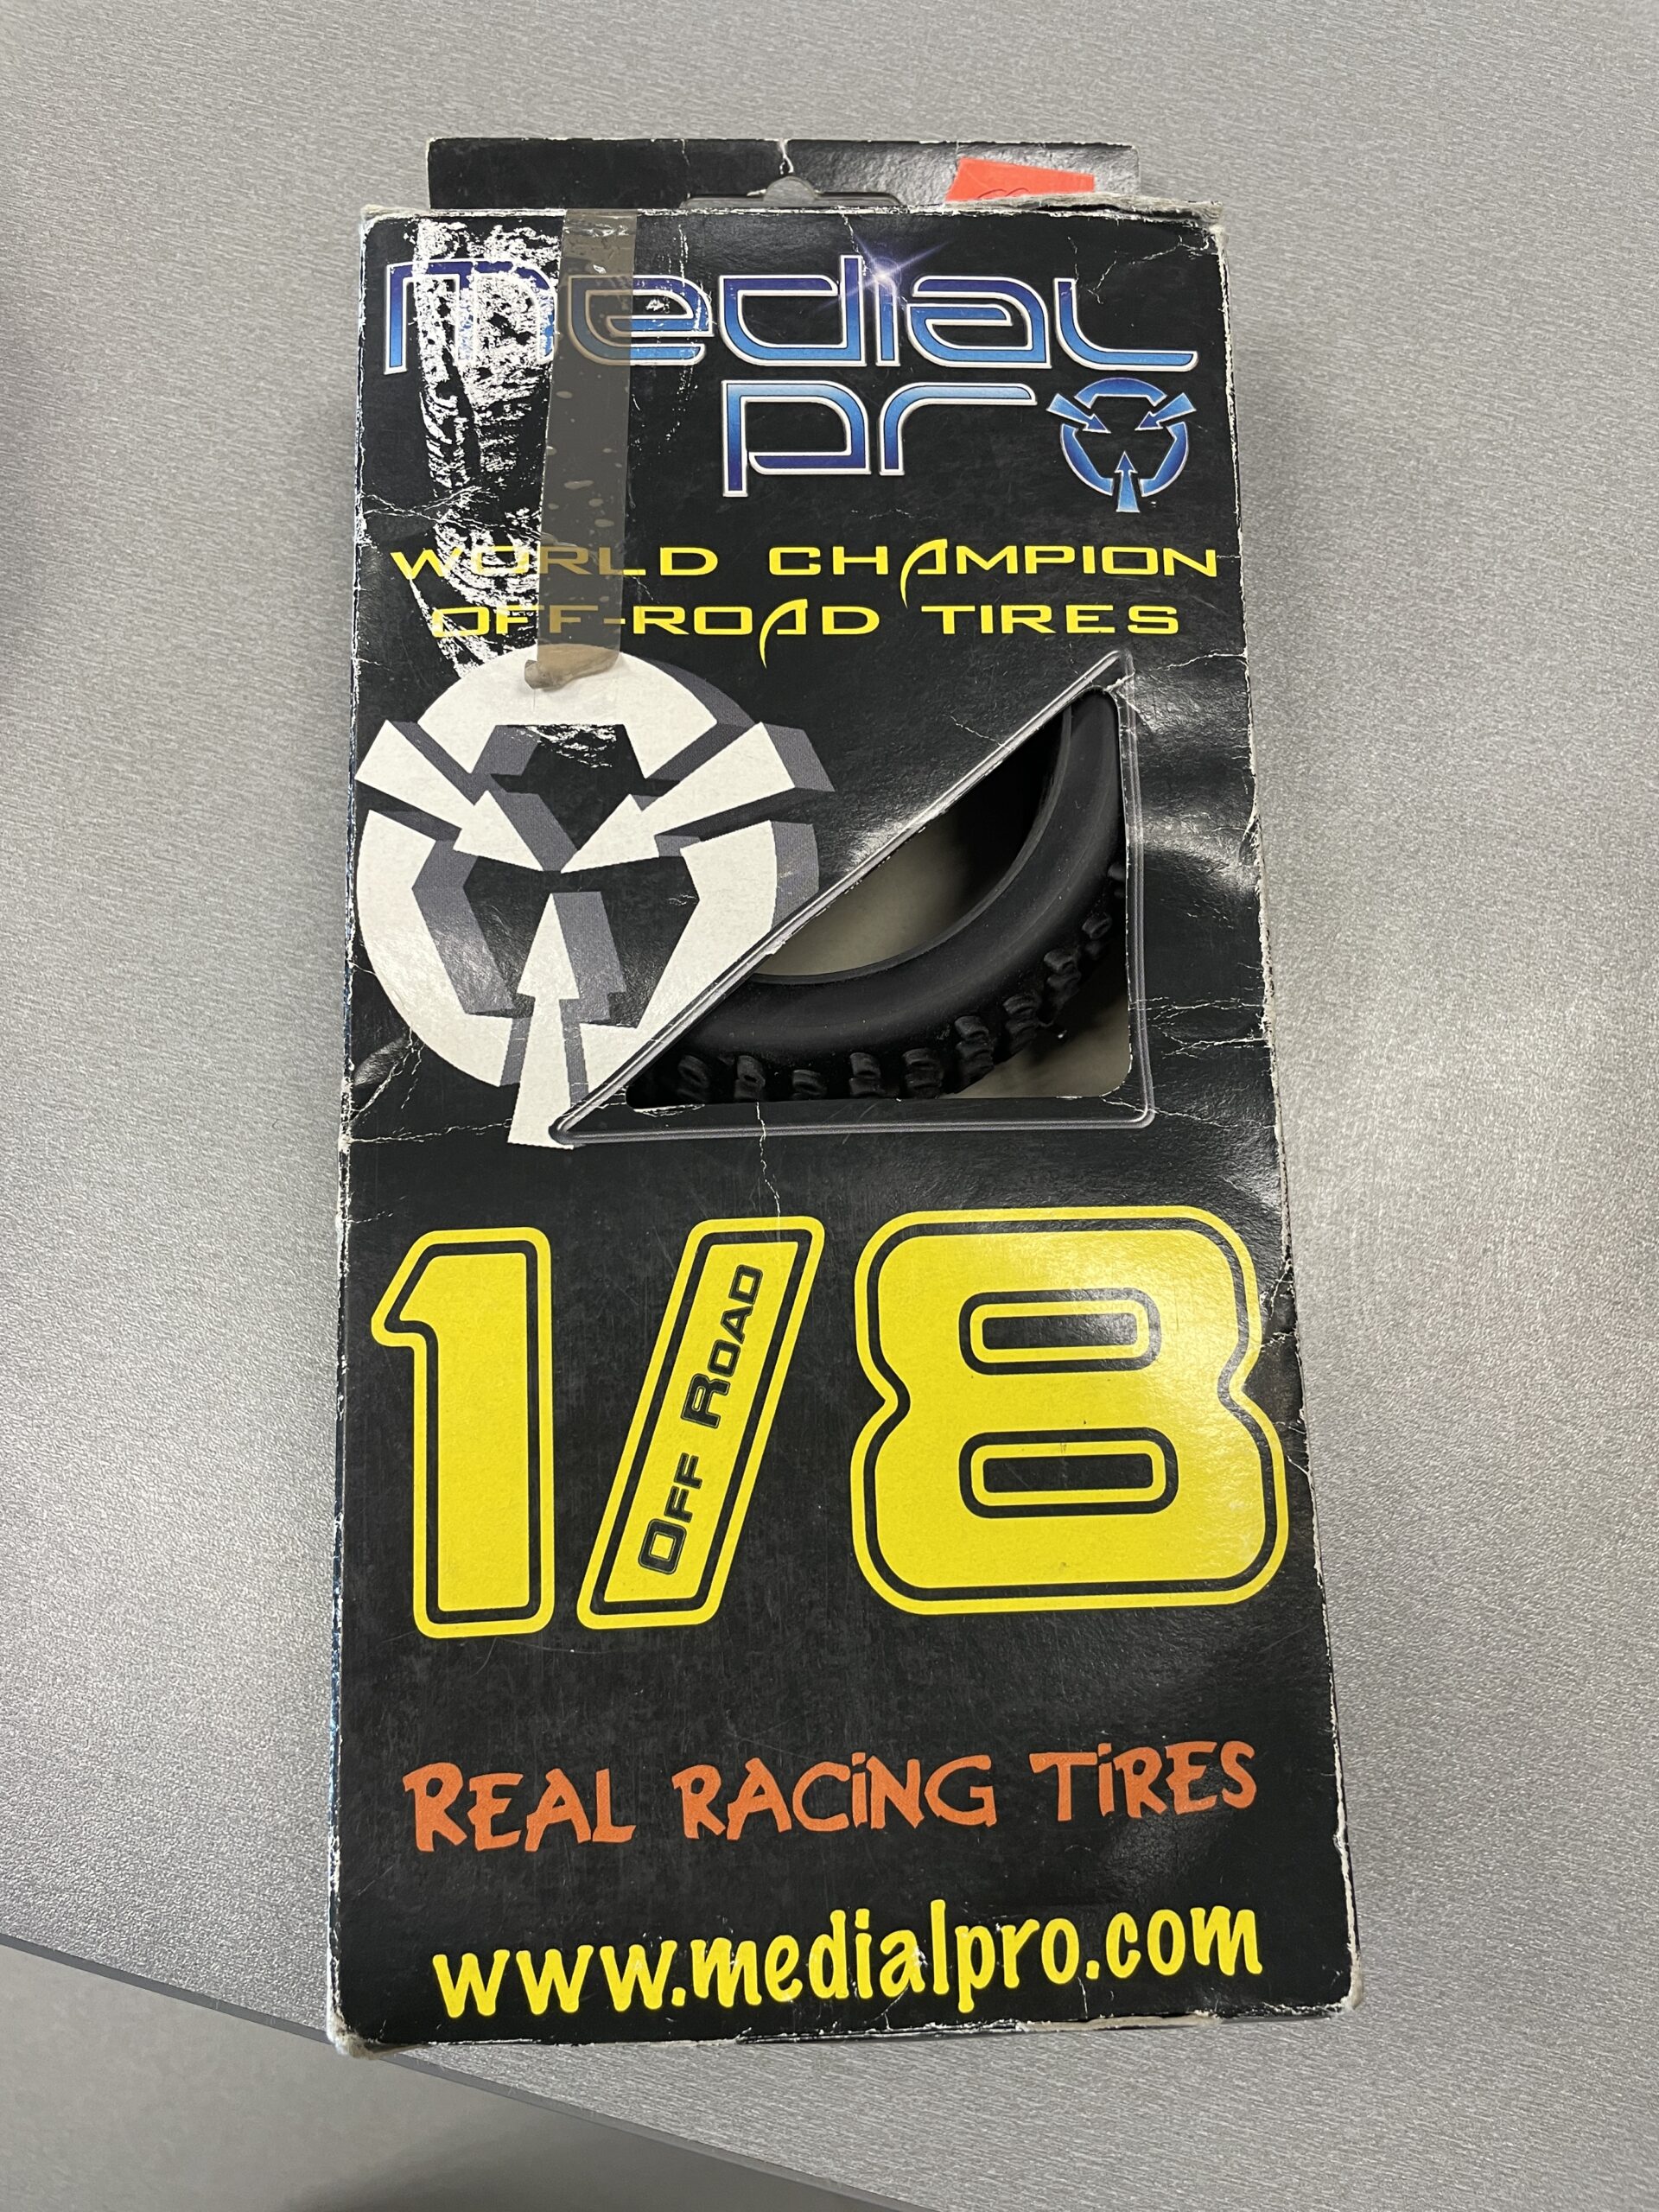 medial
pro
WORLD CHAMPION
OFF-ROAD TIRES
1/8
OFF ROAD
REAL RACING TIRES
www.medialpro.com